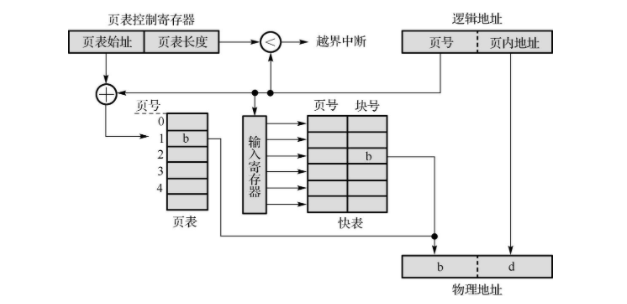 页表控制寄存器
逻辑地址
页表始址 页表长度
<
越界中断
页号 页内地址
+
页号
页号 块号
0
1 b
2
3
4
输入寄存器
b
页表
快表
b d
物理地址